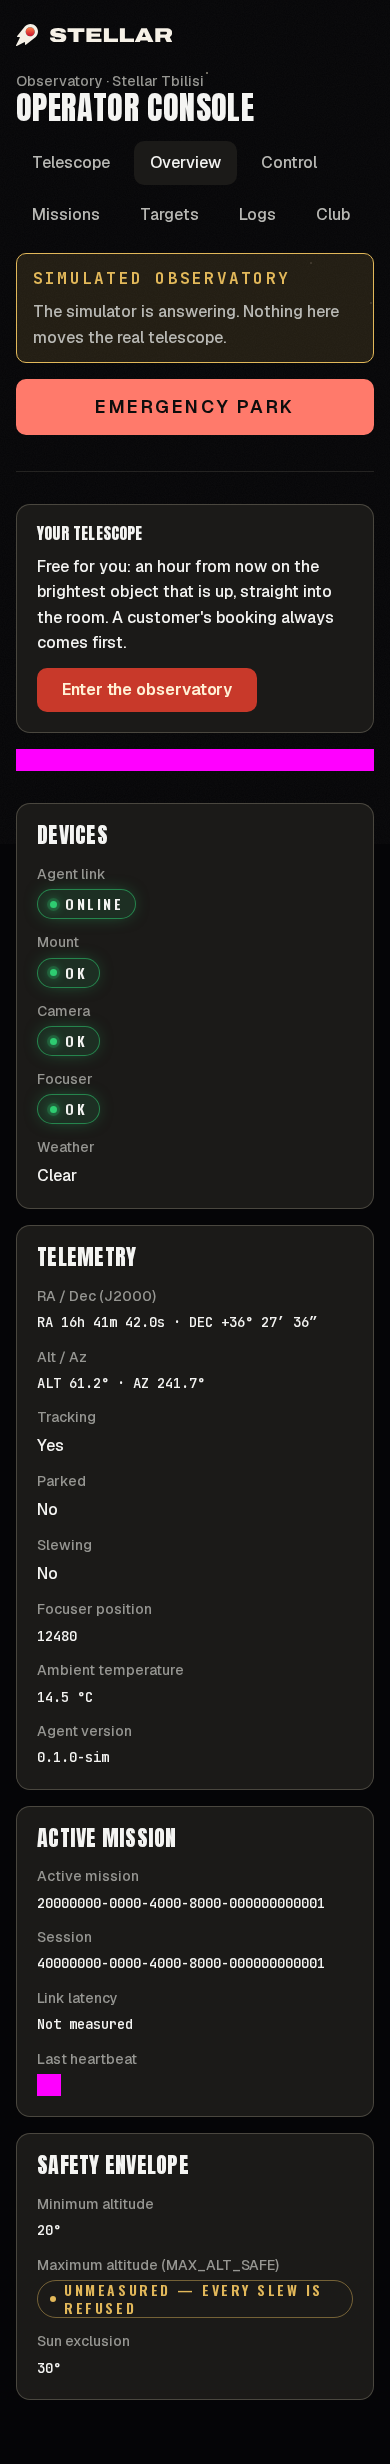 STELLAR
Observatory · Stellar Tbilisi
OPERATOR CONSOLE
Telescope
Overview
Control
Missions
Targets
Logs
Club
SIMULATED OBSERVATORY
The simulator is answering. Nothing here
moves the real telescope.
EMERGENCY PARK
YOUR TELESCOPE
Free for you: an hour from now on the
brightest object that is up, straight into
the room. A customer's booking always
comes first.
Enter the observatory
DEVICES
Agent link
ONLINE
Mount
OK
Camera
OK
Focuser
OK
Weather
Clear
TELEMETRY
RA / Dec (J2000)
RA 16h 41m 42.0s · DEC +36° 27′ 36″
Alt / Az
ALT 61.2° · AZ 241.7°
Tracking
Yes
Parked
No
Slewing
No
Focuser position
12480
Ambient temperature
14.5 °C
Agent version
0.1.0-sim
ACTIVE MISSION
Active mission
20000000-0000-4000-8000-000000000001
Session
40000000-0000-4000-8000-000000000001
Link latency
Not measured
Last heartbeat
SAFETY ENVELOPE
Minimum altitude
20°
Maximum altitude (MAX_ALT_SAFE)
UNMEASURED — EVERY SLEW IS
REFUSED
Sun exclusion
30°